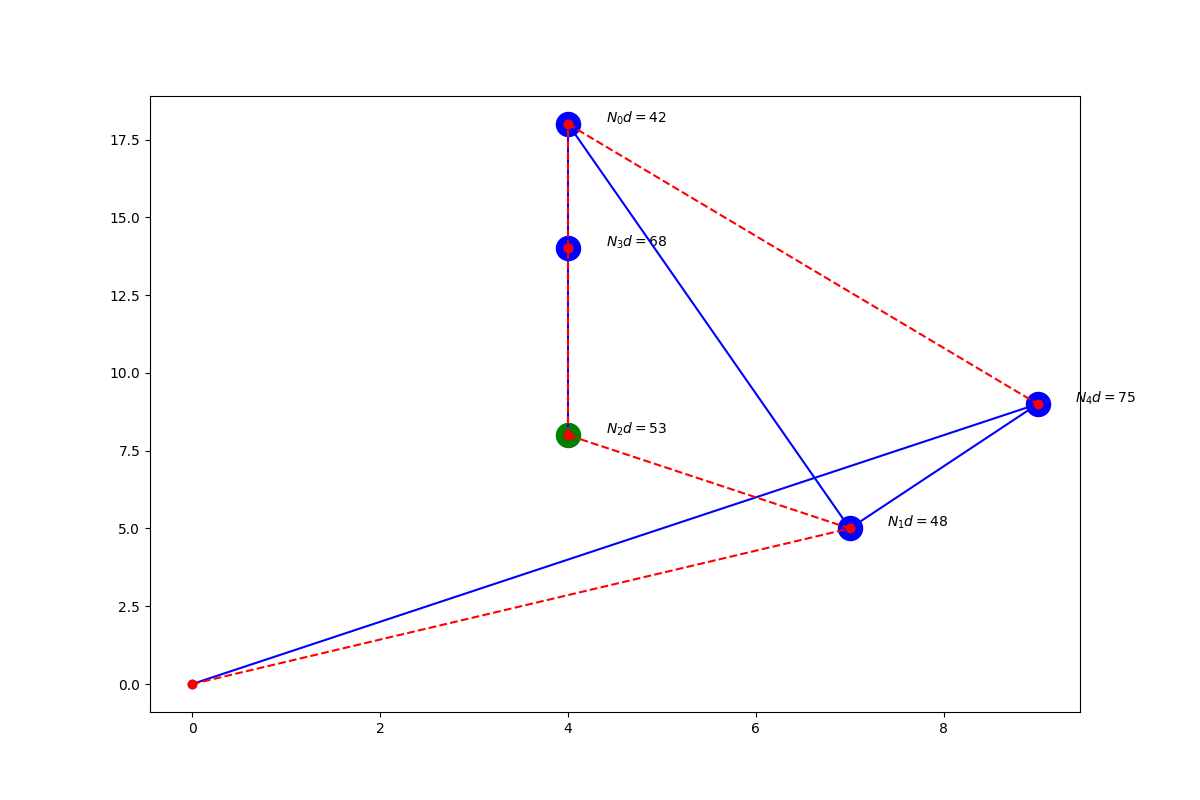 N₀d = 42
17.5
15.0
N₃d = 68
12.5
10.0
N₄d = 75
7.5
N₂d = 53
5.0
N₁d = 48
2.5
0.0
0 2 4 6 8